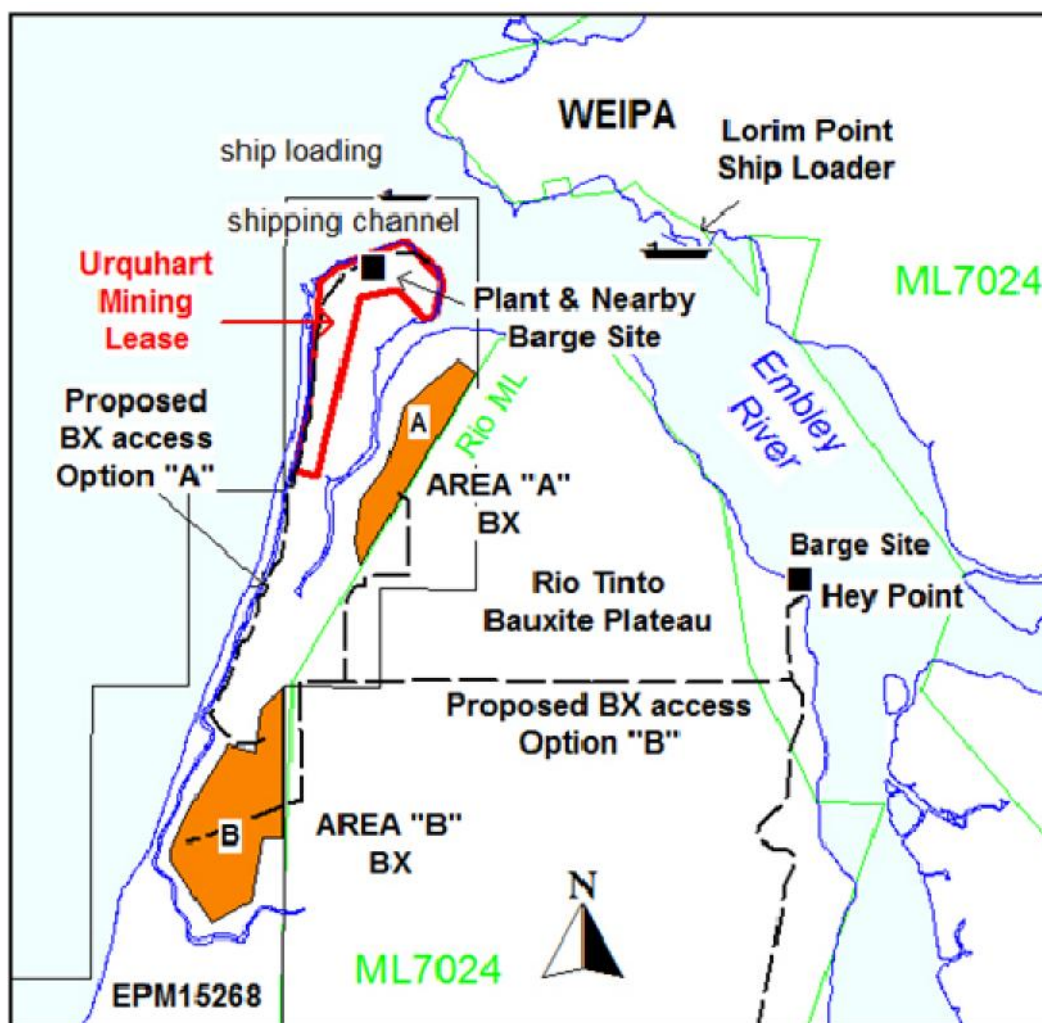 WEIPA
Lorim Point
Ship Loader
ship loading
shipping channel
Urquhart
Mining
Lease
ML7024
Plant & Nearby
Barge Site
Embley
River
Proposed
BX access
Option "A"
Rio ML
A
AREA "A"
BX
Barge Site
Hey Point
Rio Tinto
Bauxite Plateau
Proposed BX access
Option "B"
B
AREA "B"
BX
N
ML7024
EPM15268